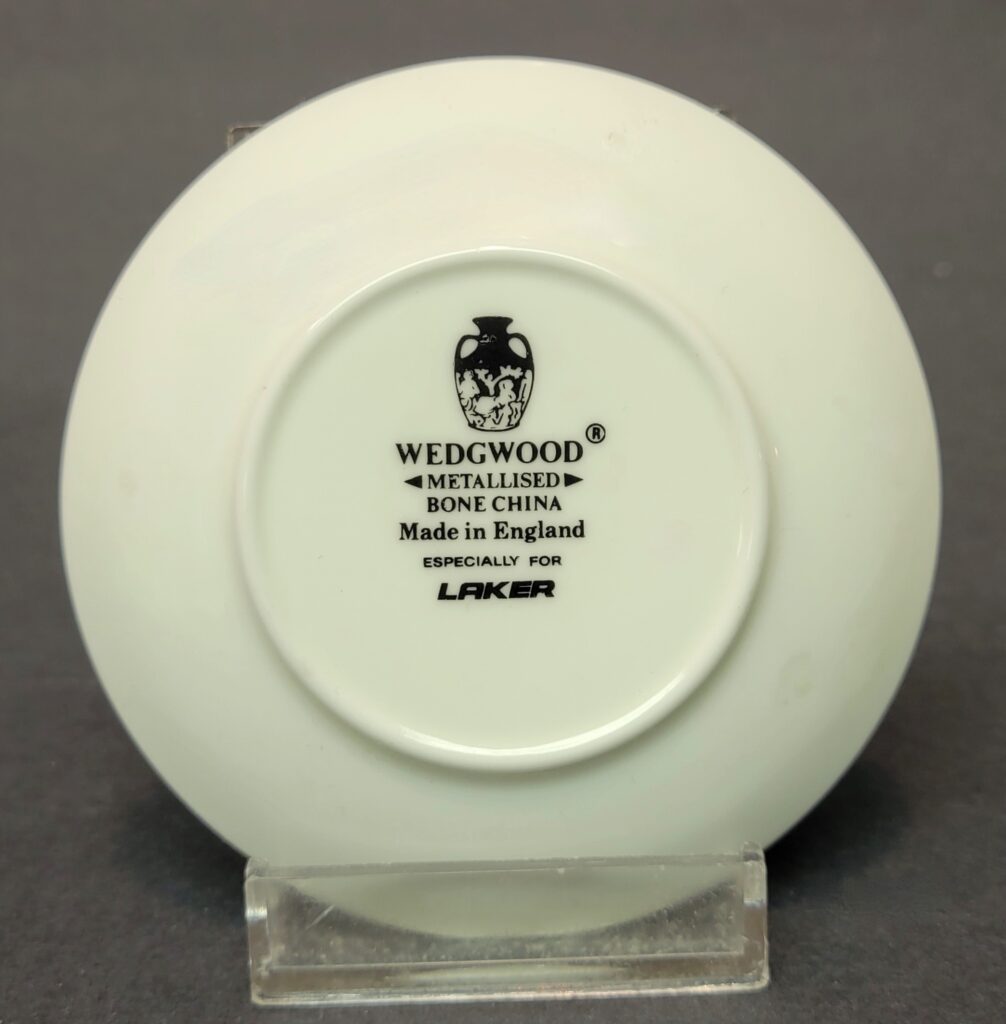 WEDGWOOD®
◄METALLISED►
BONE CHINA
Made in England
ESPECIALLY FOR
LAKER